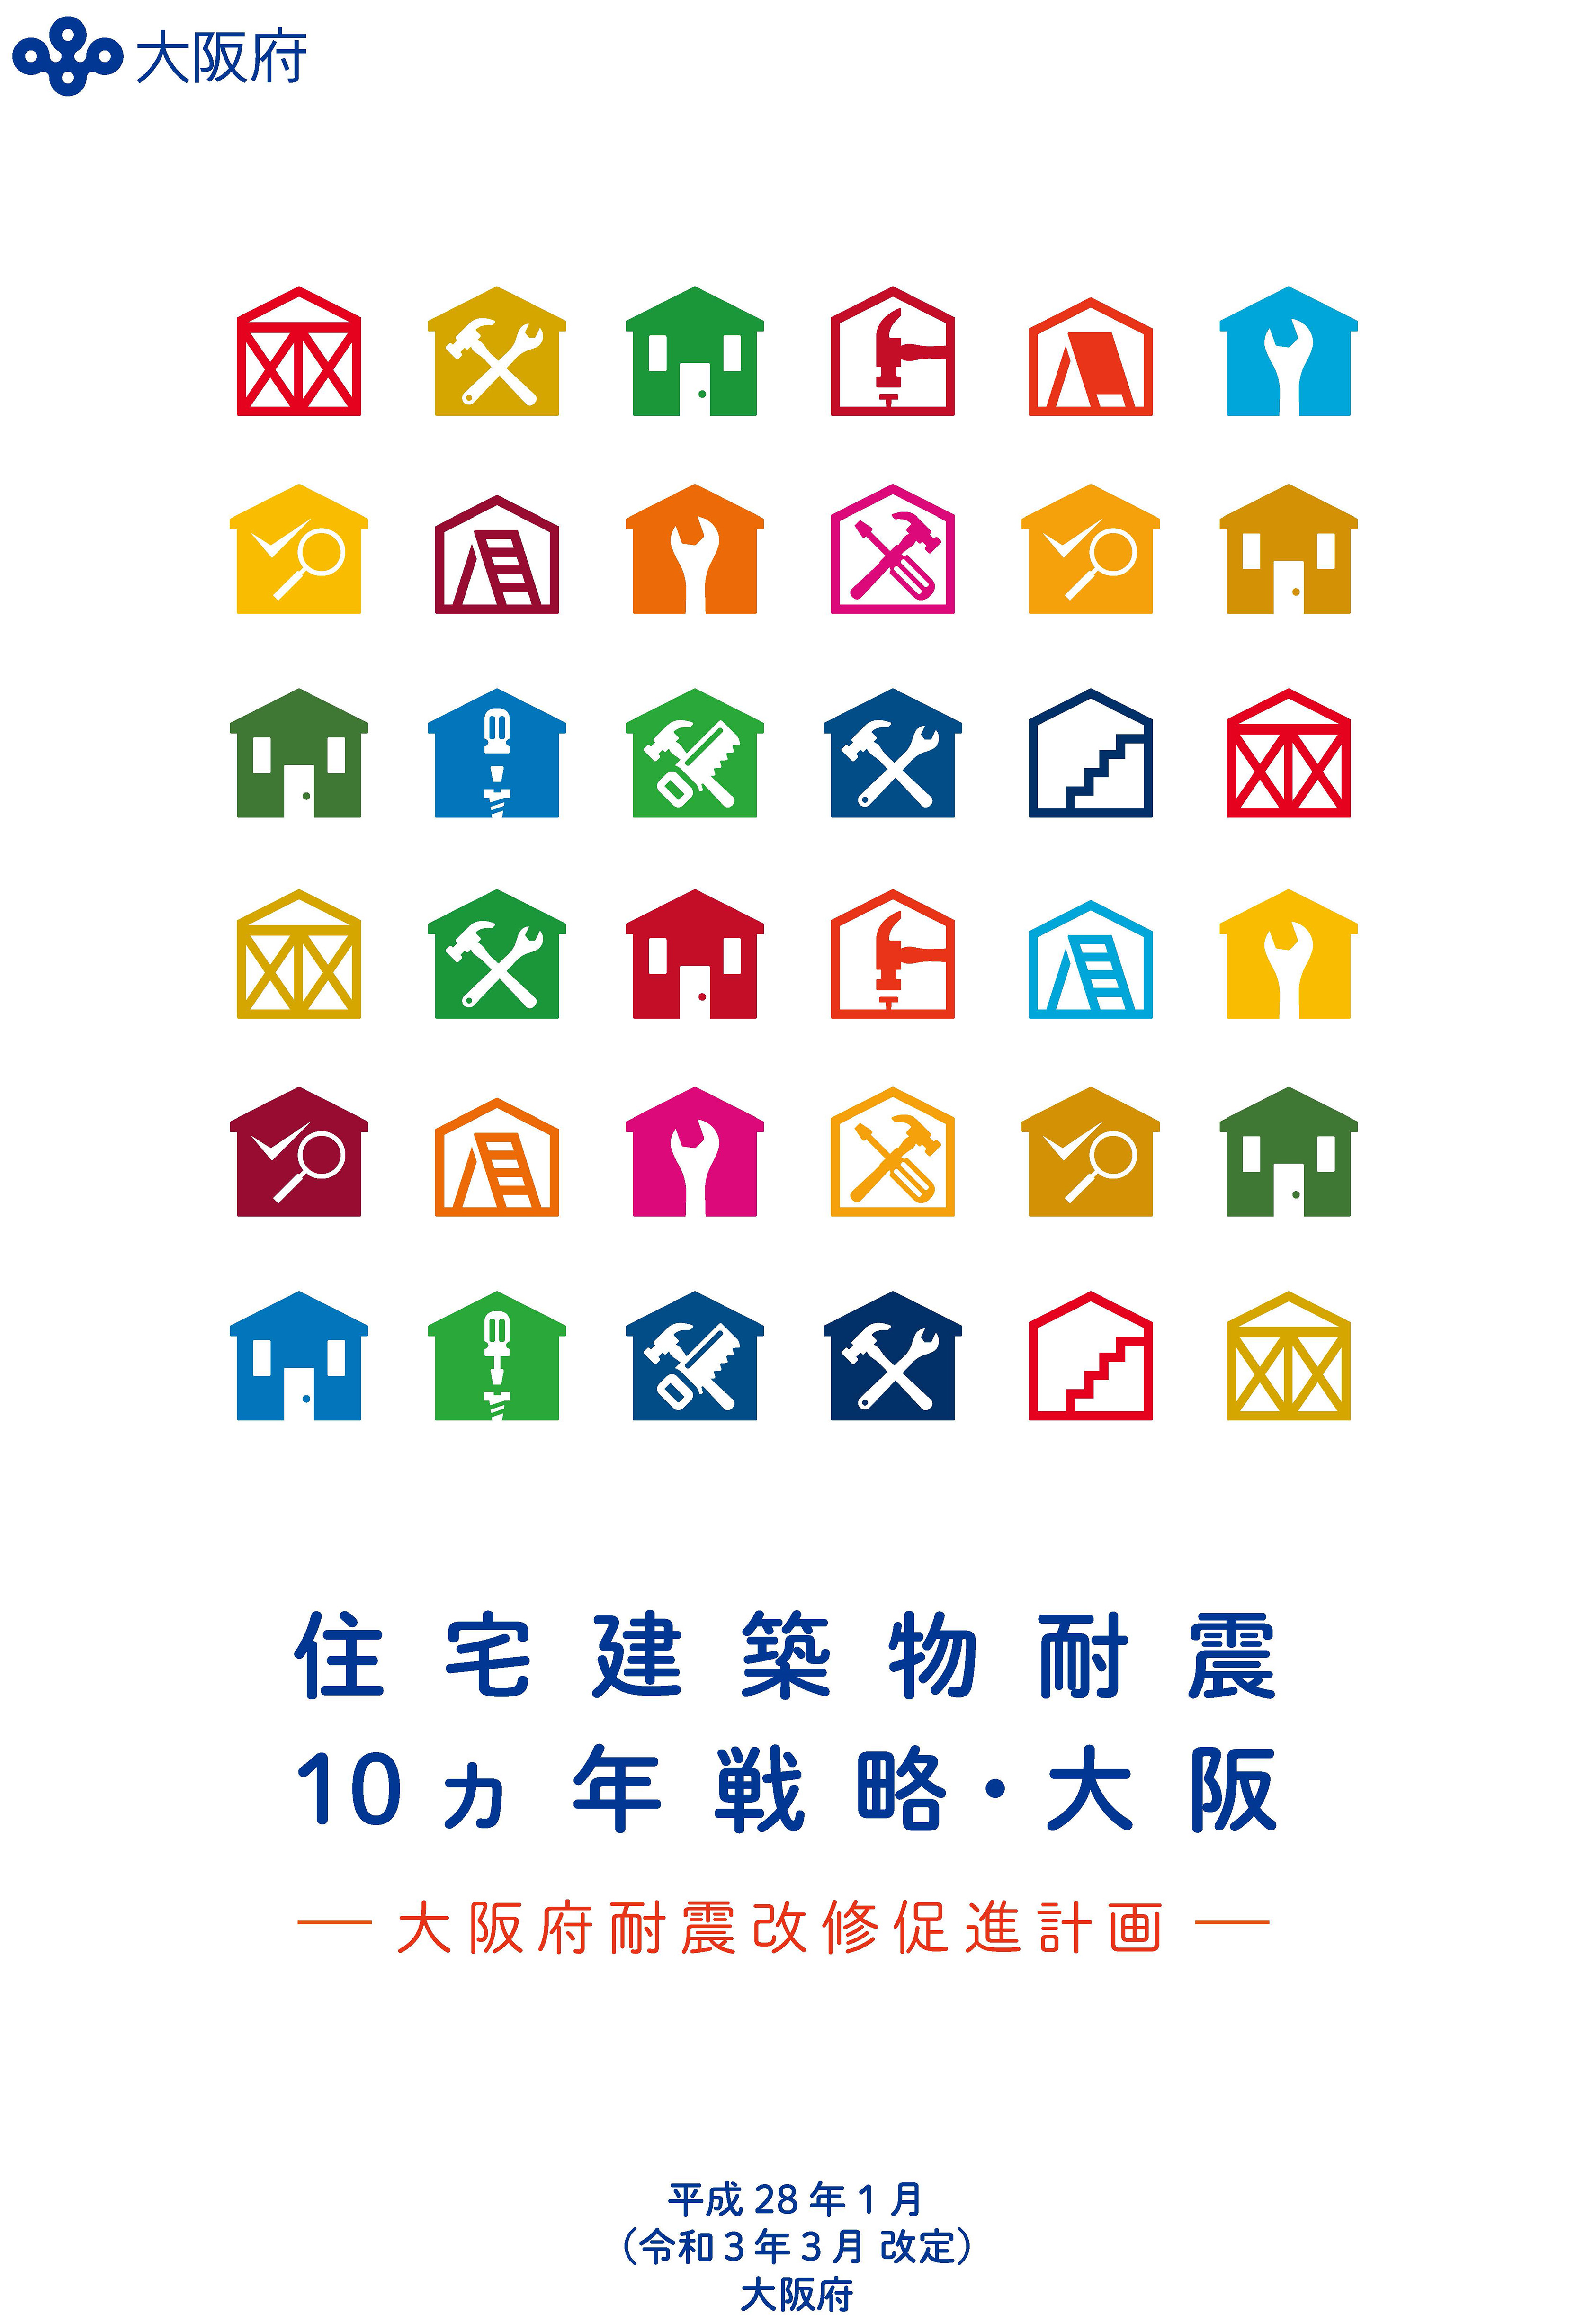 大阪府
住宅建築物耐震
10ヵ年戦略・大阪
大阪府耐震改修促進計画
平成28年1月
（令和3年3月 改定）
大阪府